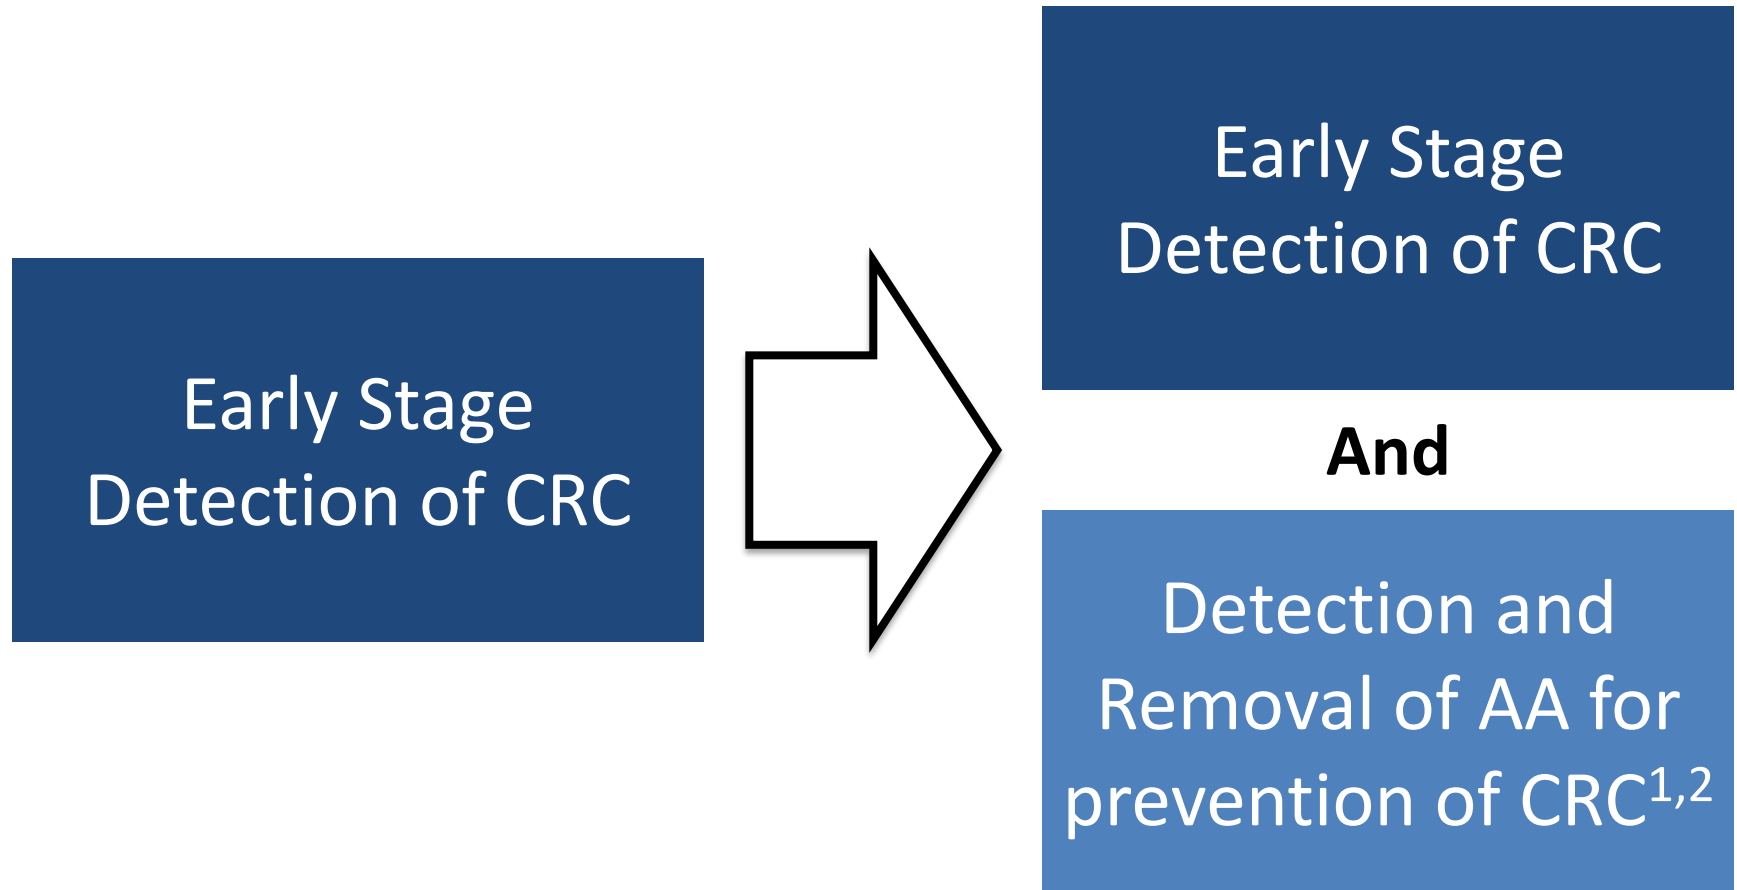 Early Stage
Detection of CRC
Early Stage
Detection of CRC
And
Detection and
Removal of AA for
prevention of CRC1,2